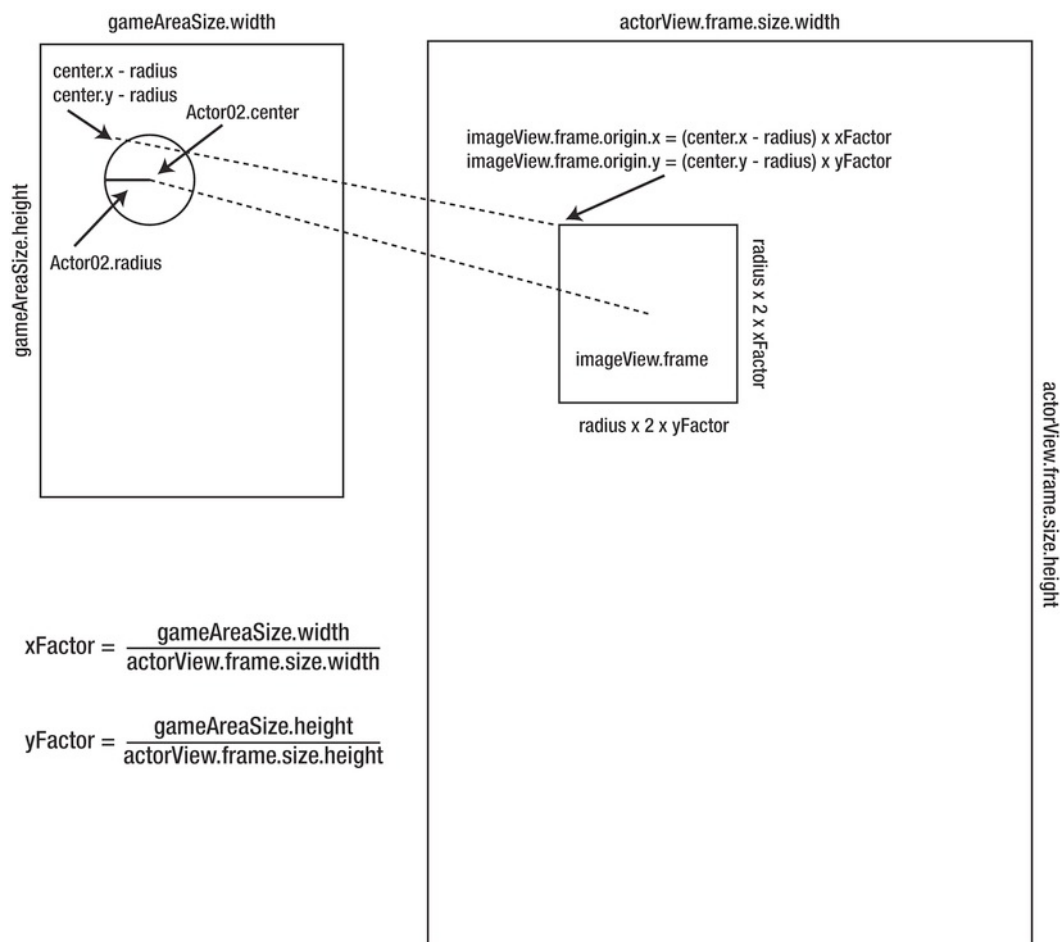 gameAreaSize.width
actorView.frame.size.width
center.x - radius
center.y - radius
Actor02.center
imageView.frame.origin.x = (center.x - radius) x xFactor
imageView.frame.origin.y = (center.y - radius) x yFactor
gameAreaSize.height
Actor02.radius
radius x 2 x xFactor
imageView.frame
radius x 2 x yFactor
actorView.frame.size.height
xFactor = gameAreaSize.width
actorView.frame.size.width
yFactor = gameAreaSize.height
actorView.frame.size.height